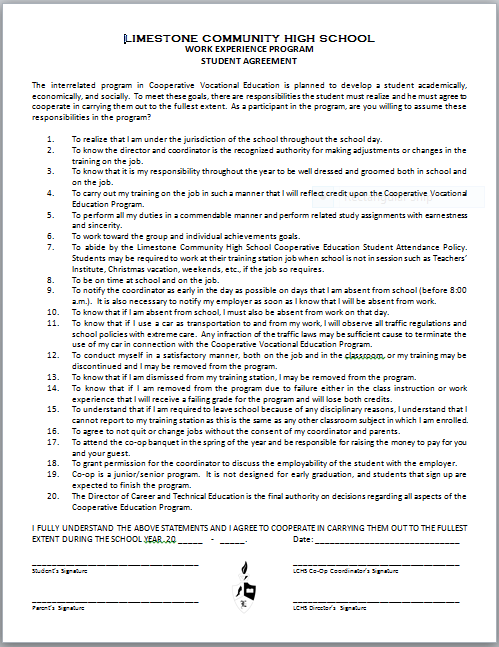 LIMESTONE COMMUNITY HIGH SCHOOL
WORK EXPERIENCE PROGRAM
STUDENT AGREEMENT
The interrelated program in Cooperative Vocational Education is planned to develop a student academically,
economically, and socially. To meet these goals, there are responsibilities the student must realize and he must agree to
cooperate in carrying them out to the fullest extent. As a participant in the program, are you willing to assume these
responsibilities in the program?
1. To realize that I am under the jurisdiction of the school throughout the school day.
2. To know the director and coordinator is the recognized authority for making adjustments or changes in the
training on the job.
3. To know that it is my responsibility throughout the year to be well dressed and groomed both in school and
on the job.
4. To carry out my training on the job in such a manner that I will reflect credit upon the Cooperative Vocational
Education Program.
5. To perform all my duties in a commendable manner and perform related study assignments with earnestness
and sincerity.
6. To work toward the group and individual achievements goals.
7. To abide by the Limestone Community High School Cooperative Education Student Attendance Policy.
Students may be required to work at their training station job when school is not in session such as Teachers'
Institute, Christmas vacation, weekends, etc., if the job so requires.
8. To be on time at school and on the job.
9. To notify the coordinator as early in the day as possible on days that I am absent from school (before 8:00
a.m.). It is also necessary to notify my employer as soon as I know that I will be absent from work.
10. To know that if I am absent from school, I must also be absent from work on that day.
11. To know that if I use a car as transportation to and from my work, I will observe all traffic regulations and
school policies with extreme care. Any infraction of the traffic laws may be sufficient cause to terminate the
use of my car in connection with the Cooperative Vocational Education Program.
12. To conduct myself in a satisfactory manner, both on the job and in the classroom, or my training may be
discontinued and I may be removed from the program.
13. To know that if I am dismissed from my training station, I may be removed from the program.
14. To know that if I am removed from the program due to failure either in the class instruction or work
experience that I will receive a failing grade for the program and will lose both credits.
15. To understand that if I am required to leave school because of any disciplinary reasons, I understand that I
cannot report to my training station as this is the same as any other classroom subject in which I am enrolled.
16. To agree to not quit or change jobs without the consent of my coordinator and parents.
17. To attend the co-op banquet in the spring of the year and be responsible for raising the money to pay for you
and your guest.
18. To grant permission for the coordinator to discuss the employability of the student with the employer.
19. Co-op is a junior/senior program. It is not designed for early graduation, and students that sign up are
expected to finish the program.
20. The Director of Career and Technical Education is the final authority on decisions regarding all aspects of the
Cooperative Education Program.
I FULLY UNDERSTAND THE ABOVE STATEMENTS AND I AGREE TO COOPERATE IN CARRYING THEM OUT TO THE FULLEST
EXTENT DURING THE SCHOOL YEAR 20 _____ - _____. Date: ______________________________
Student's Signature LCHS Co-Op Coordinator's Signature
Parent's Signature LCHS Director's Signature